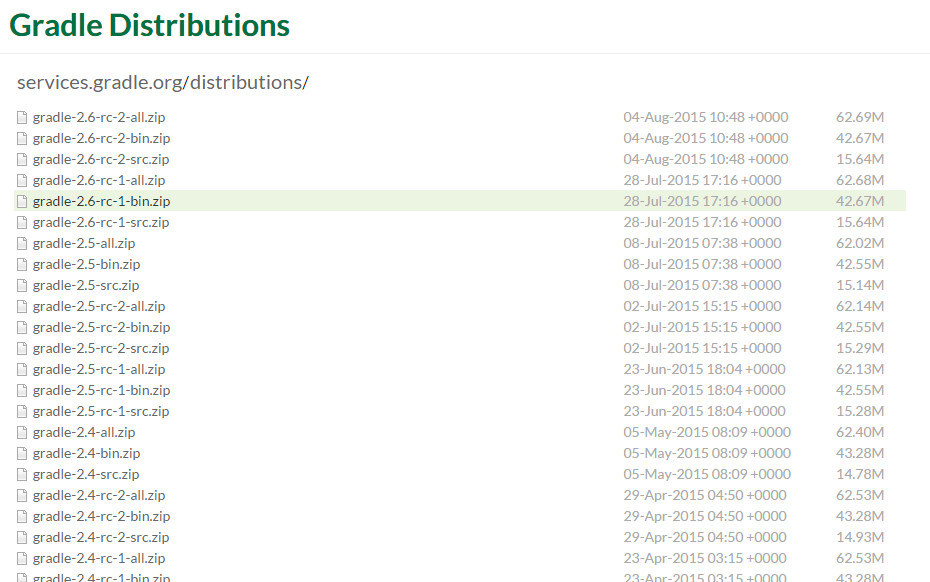 Gradle Distributions
services.gradle.org/distributions/
gradle-2.6-rc-2-all.zip 04-Aug-2015 10:48 +0000 62.69M
gradle-2.6-rc-2-bin.zip 04-Aug-2015 10:48 +0000 42.67M
gradle-2.6-rc-2-src.zip 04-Aug-2015 10:48 +0000 15.64M
gradle-2.6-rc-1-all.zip 28-Jul-2015 17:16 +0000 62.68M
gradle-2.6-rc-1-bin.zip 28-Jul-2015 17:16 +0000 42.67M
gradle-2.6-rc-1-src.zip 28-Jul-2015 17:16 +0000 15.64M
gradle-2.5-all.zip 08-Jul-2015 07:38 +0000 62.02M
gradle-2.5-bin.zip 08-Jul-2015 07:38 +0000 42.55M
gradle-2.5-src.zip 08-Jul-2015 07:38 +0000 15.14M
gradle-2.5-rc-2-all.zip 02-Jul-2015 15:15 +0000 62.14M
gradle-2.5-rc-2-bin.zip 02-Jul-2015 15:15 +0000 42.55M
gradle-2.5-rc-2-src.zip 02-Jul-2015 15:15 +0000 15.29M
gradle-2.5-rc-1-all.zip 23-Jun-2015 18:04 +0000 62.13M
gradle-2.5-rc-1-bin.zip 23-Jun-2015 18:04 +0000 42.55M
gradle-2.5-rc-1-src.zip 23-Jun-2015 18:04 +0000 15.28M
gradle-2.4-all.zip 05-May-2015 08:09 +0000 62.40M
gradle-2.4-bin.zip 05-May-2015 08:09 +0000 43.28M
gradle-2.4-src.zip 05-May-2015 08:09 +0000 14.78M
gradle-2.4-rc-2-all.zip 29-Apr-2015 04:50 +0000 62.53M
gradle-2.4-rc-2-bin.zip 29-Apr-2015 04:50 +0000 43.28M
gradle-2.4-rc-2-src.zip 29-Apr-2015 04:50 +0000 14.93M
gradle-2.4-rc-1-all.zip 23-Apr-2015 03:15 +0000 62.53M
gradle-2.4-rc-1-bin.zip 23-Apr-2015 03:15 +0000 43.28M